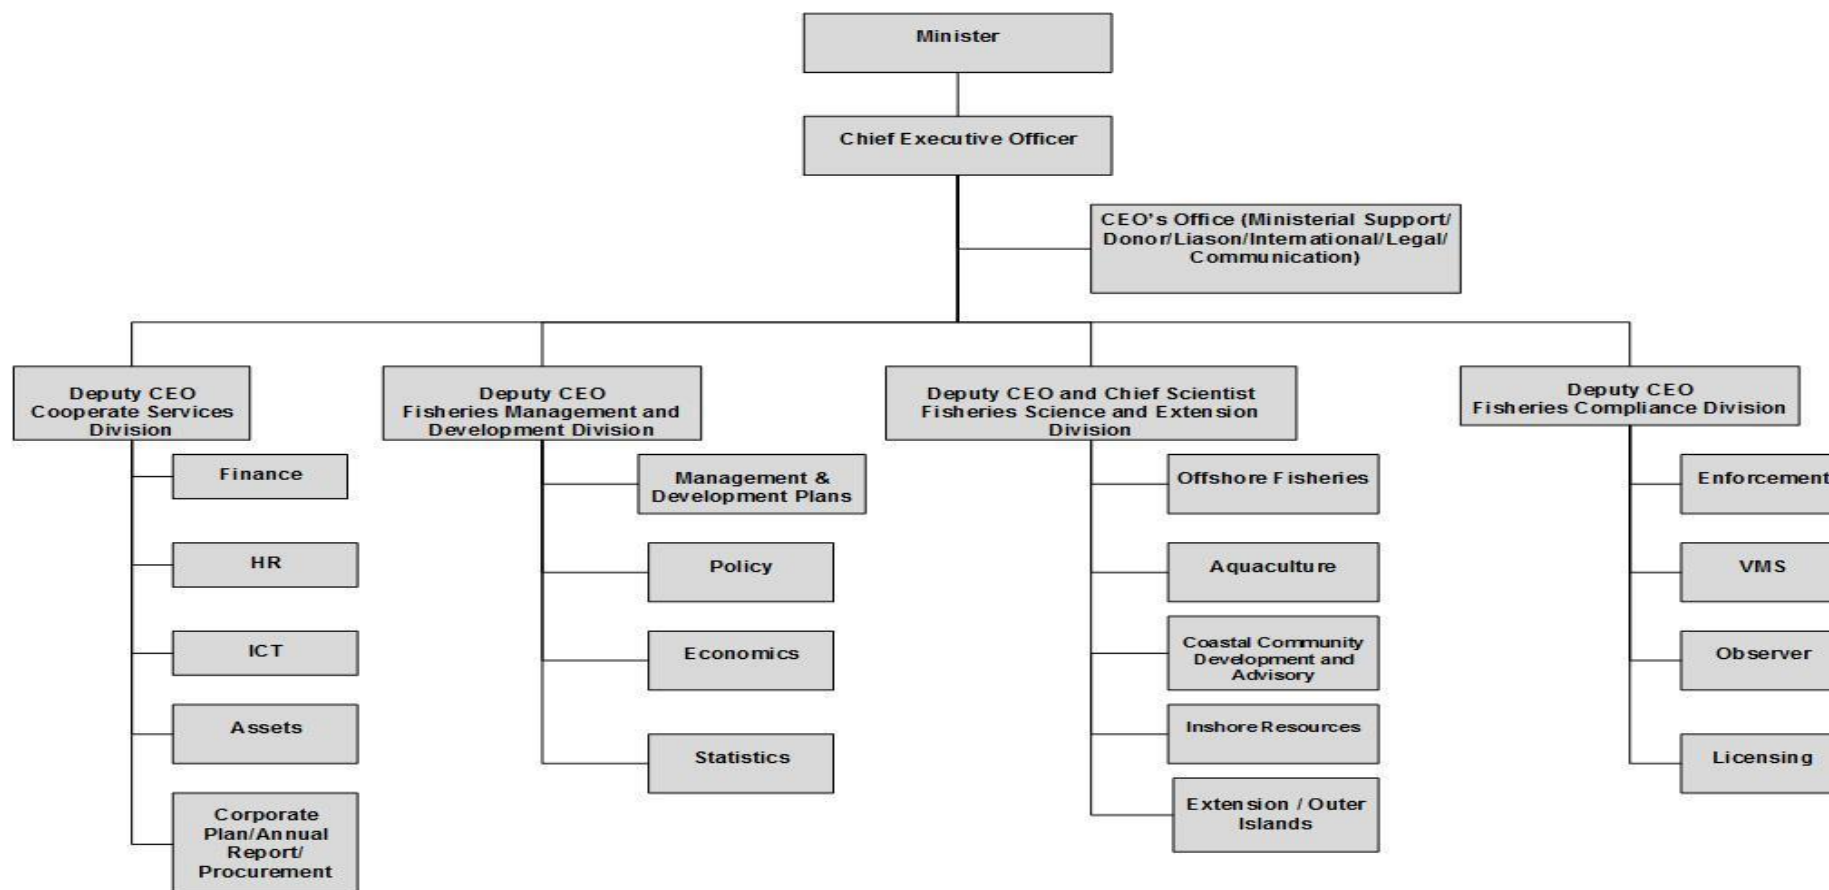 Minister
Chief Executive Officer
CEO's Office (Ministerial Support/
Donor/Liason/International/Legal/
Communication)
Deputy CEO
Cooperate Services
Division
Finance
HR
ICT
Assets
Corporate
Plan/Annual
Report/
Procurement
Deputy CEO
Fisheries Management and
Development Division
Management &
Development Plans
Policy
Economics
Statistics
Deputy CEO and Chief Scientist
Fisheries Science and Extension
Division
Offshore Fisheries
Aquaculture
Coastal Community
Development and
Advisory
Inshore Resources
Extension / Outer
Islands
Deputy CEO
Fisheries Compliance Division
Enforcement
VMS
Observer
Licensing